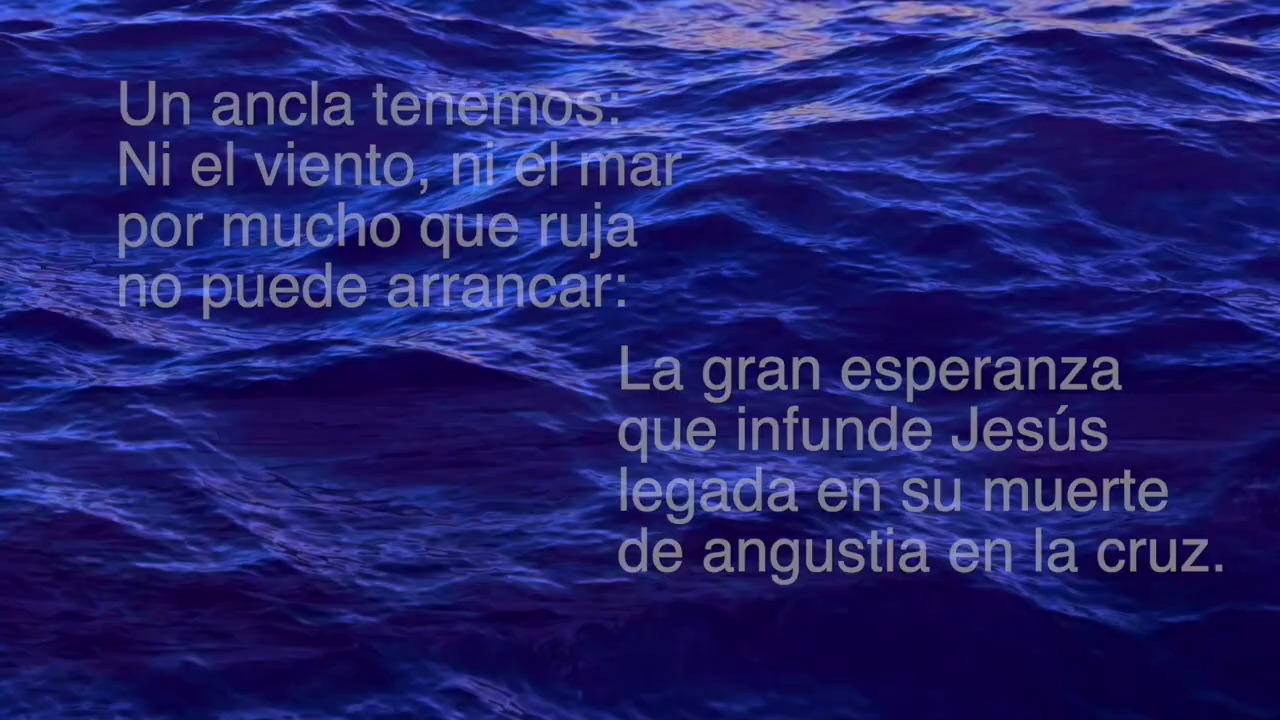 Un ancla tenemos:
Ni el viento, ni el mar
por mucho que ruja
no puede arrancar:
La gran esperanza
que infunde Jesús
legada en su muerte
de angustia en la cruz.